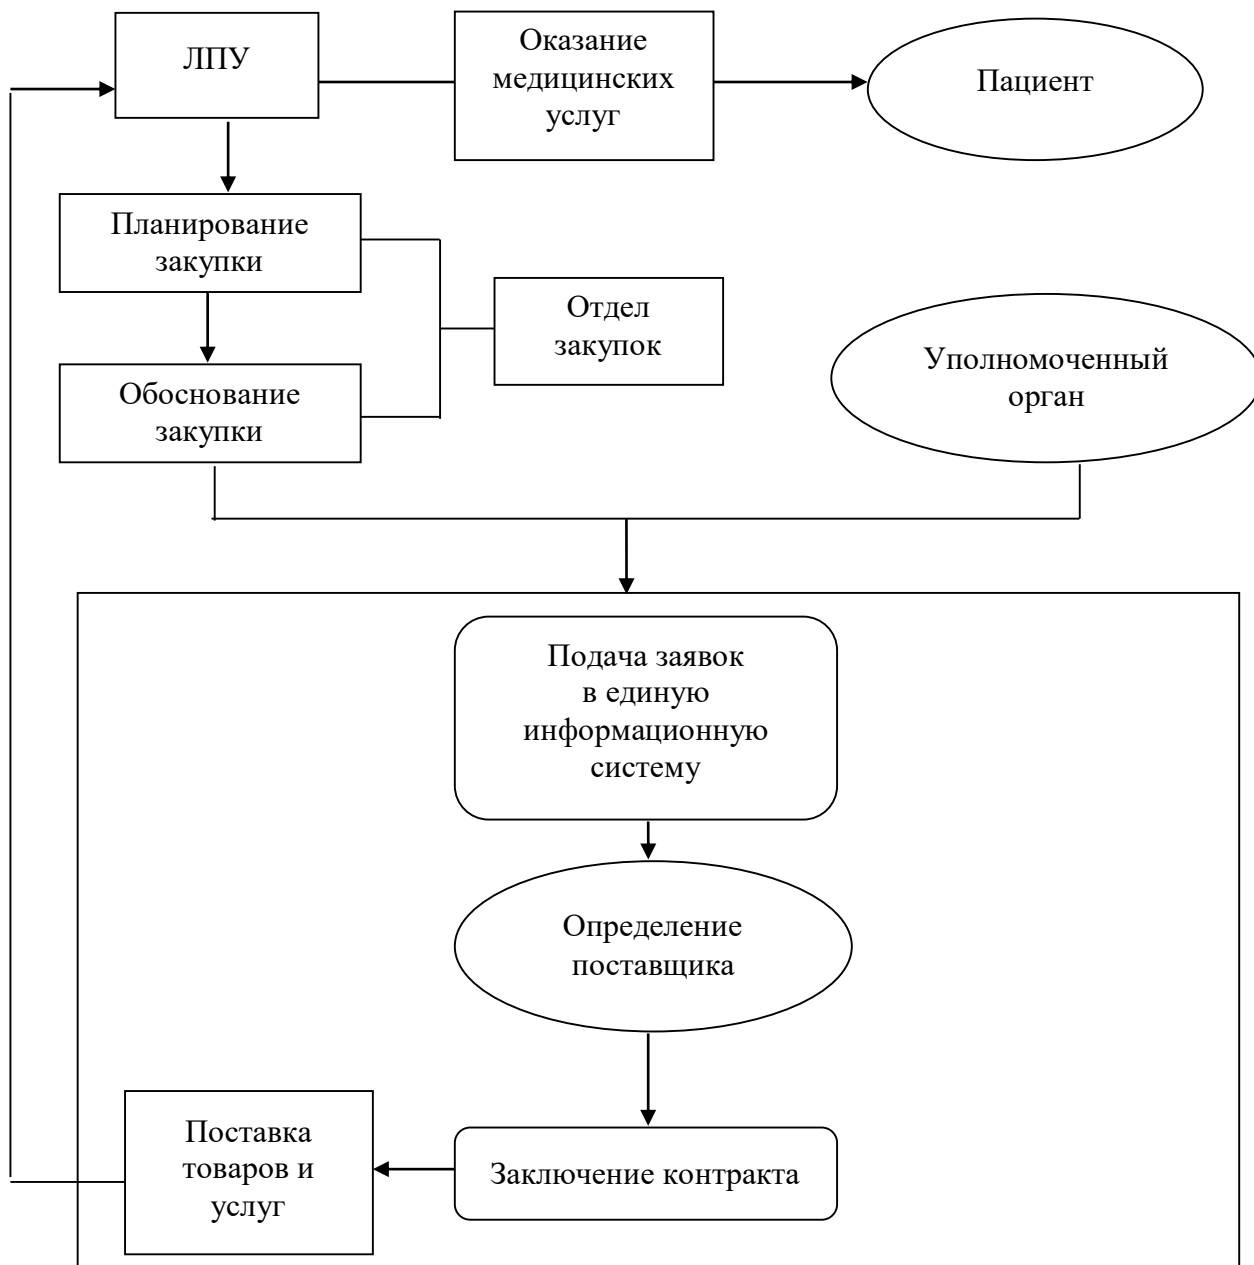 ЛПУ
Оказание
медицинских
услуг
Пациент
Планирование
закупки
Отдел
закупок
Обоснование
закупки
Уполномоченный
орган
Подача заявок
в единую
информационную
систему
Определение
поставщика
Заключение контракта
Поставка
товаров и
услуг